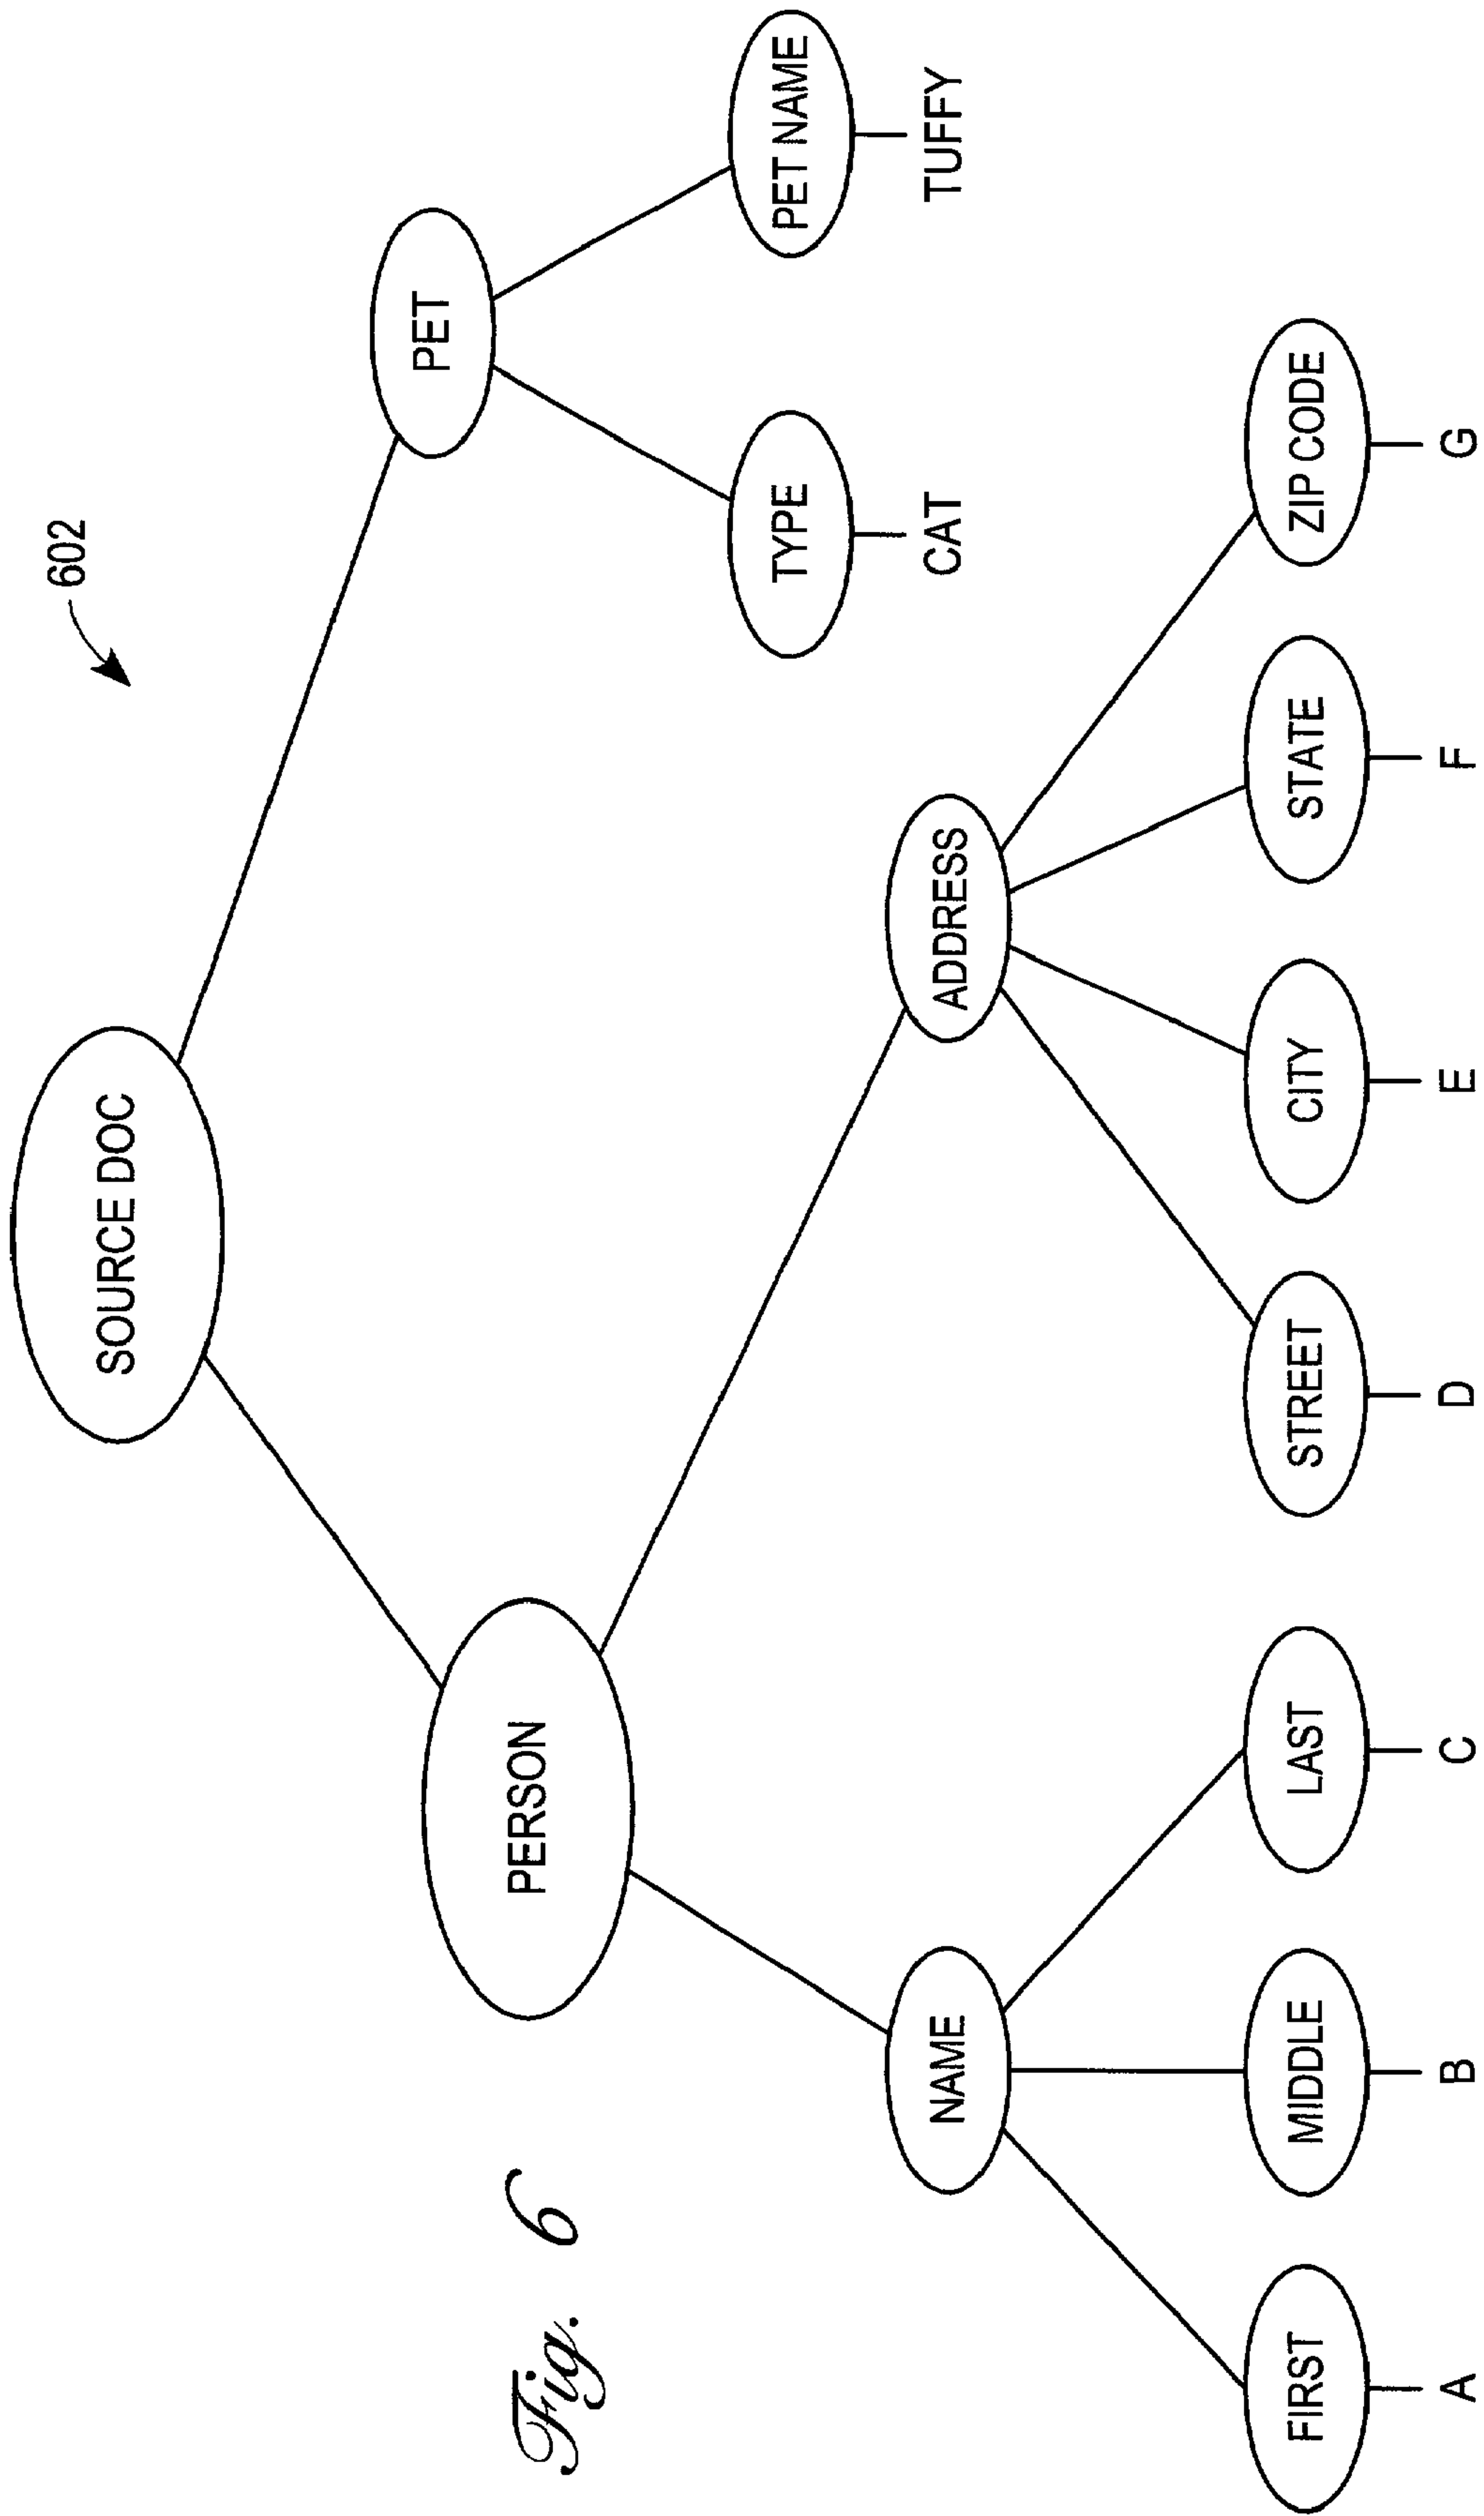 602
SOURCE DOC
PET
PERSON
TYPE
PET NAME
CAT
TUFFY
NAME
ADDRESS
FIRST
MIDDLE
LAST
STREET
CITY
STATE
ZIP CODE
A
B
C
D
E
F
G
Fig. 6